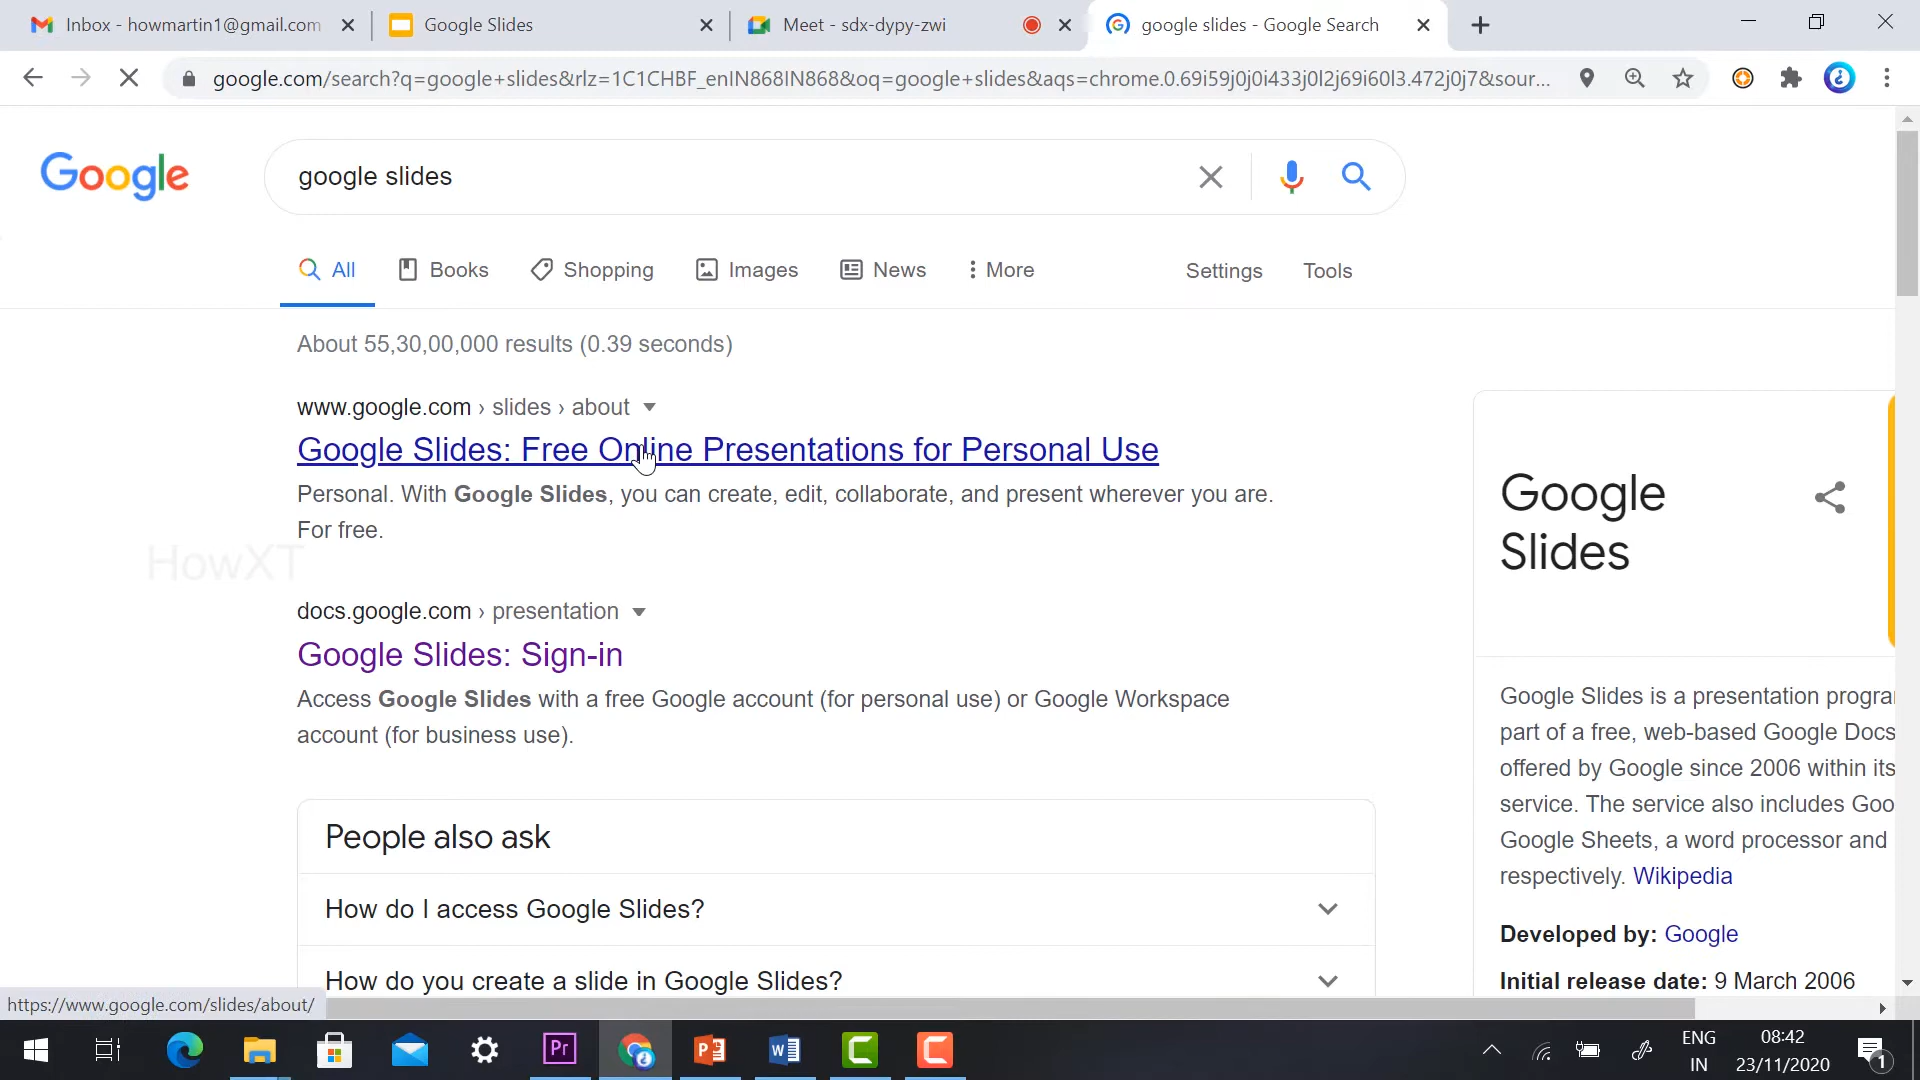 Inbox - howmartin1@gmail.com
Google Slides
Meet - sdx-dypy-zwi
google slides - Google Search
google.com/search?q=google+slides&rlz=1C1CHBF_enIN868IN868&oq=google+slides&aqs=chrome.0.69i59j0j0i433j0l2j69i60l3.472j0j7&sour...
Google
google slides
All
Books
Shopping
Images
News
More
Settings
Tools
About 55,30,00,000 results (0.39 seconds)
www.google.com › slides › about
Google Slides: Free Online Presentations for Personal Use
Personal. With Google Slides, you can create, edit, collaborate, and present wherever you are.
For free.
HowXT
docs.google.com › presentation
Google Slides: Sign-in
Access Google Slides with a free Google account (for personal use) or Google Workspace
account (for business use).
People also ask
How do I access Google Slides?
How do you create a slide in Google Slides?
Google
Slides
Google Slides is a presentation program
part of a free, web-based Google Docs
offered by Google since 2006 within its
service. The service also includes Goo
Google Sheets, a word processor and
respectively. Wikipedia
Developed by: Google
Initial release date: 9 March 2006
https://www.google.com/slides/about/
Pr
P
W
C
C
ENG
IN
08:42
23/11/2020
1